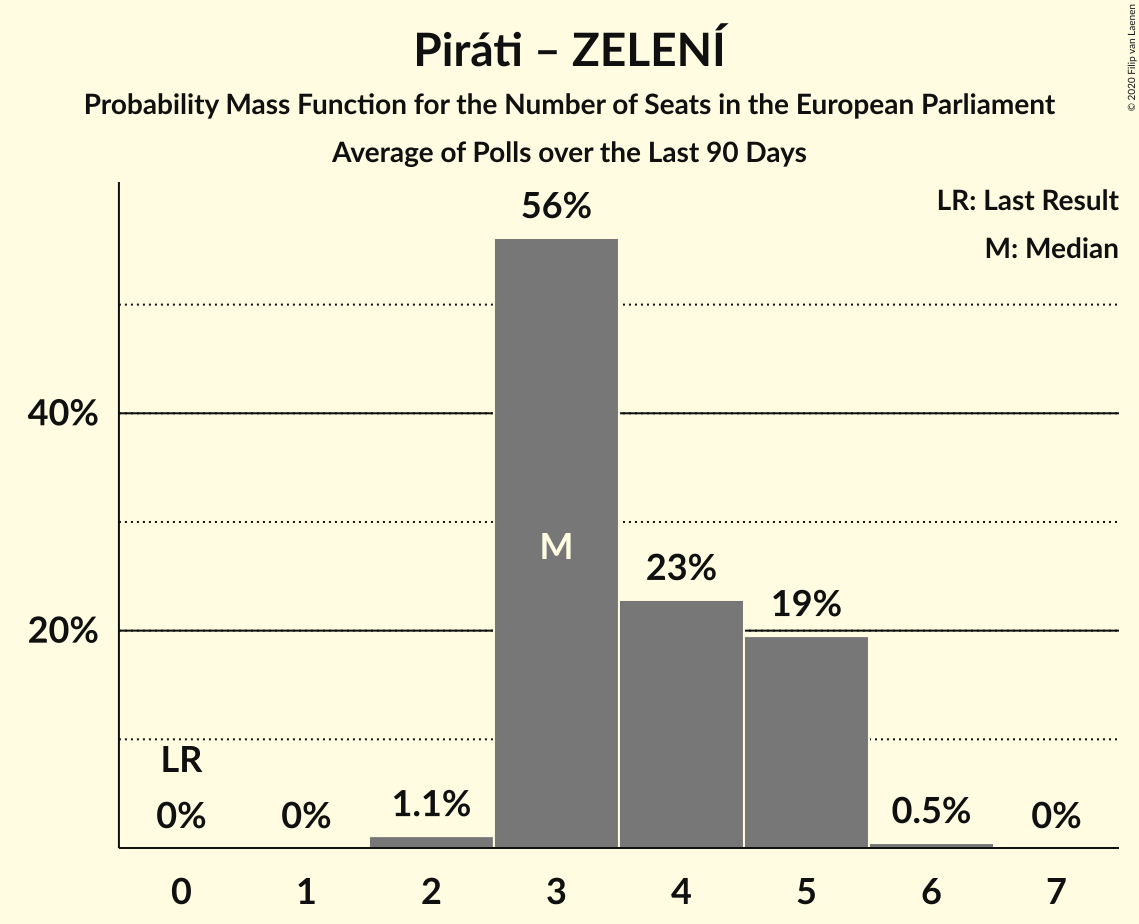 Piráti – ZELENÍ
Probability Mass Function for the Number of Seats in the European Parliament
Average of Polls over the Last 90 Days
© 2020 Filip van Laenen
LR: Last Result
M: Median
56%
40%
M
23%
19%
20%
LR
0%
0%
1.1%
0.5%
0%
0 1 2 3 4 5 6 7